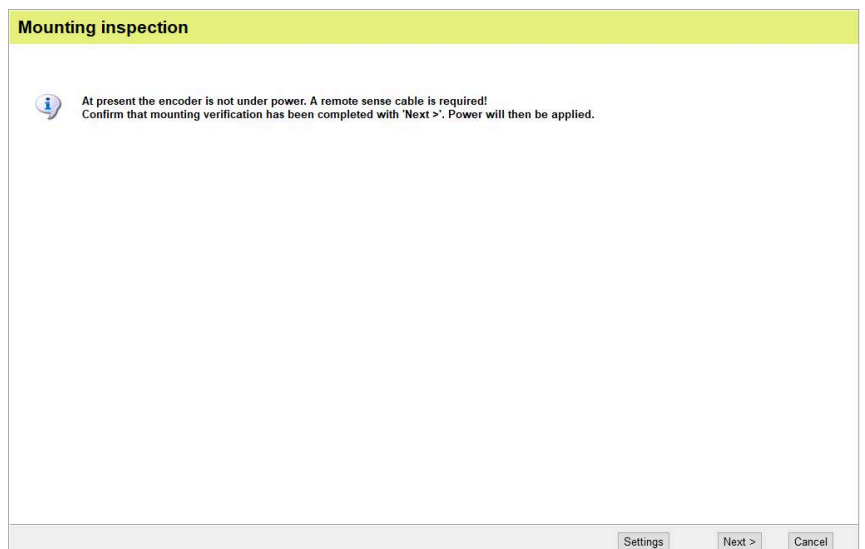 Mounting inspection
At present the encoder is not under power. A remote sense cable is required!
Confirm that mounting verification has been completed with 'Next >'. Power will then be applied.
Settings Next > Cancel